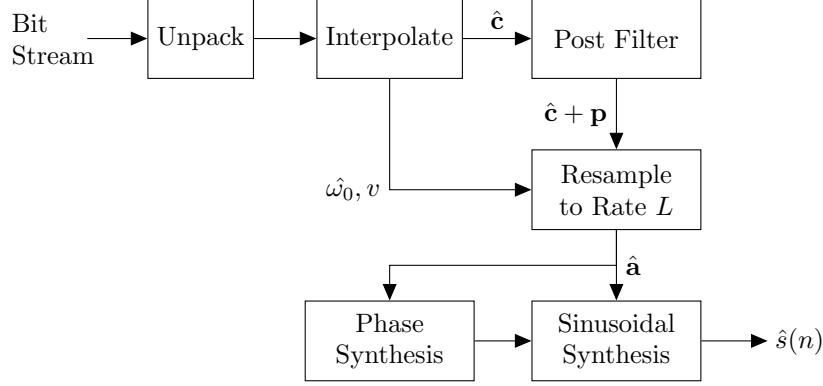 Bit
Stream
Unpack
Interpolate
ĉ
Post Filter
ĉ + p
ω̂₀, v
Resample
to Rate L
â
Phase
Synthesis
Sinusoidal
Synthesis
ŝ(n)